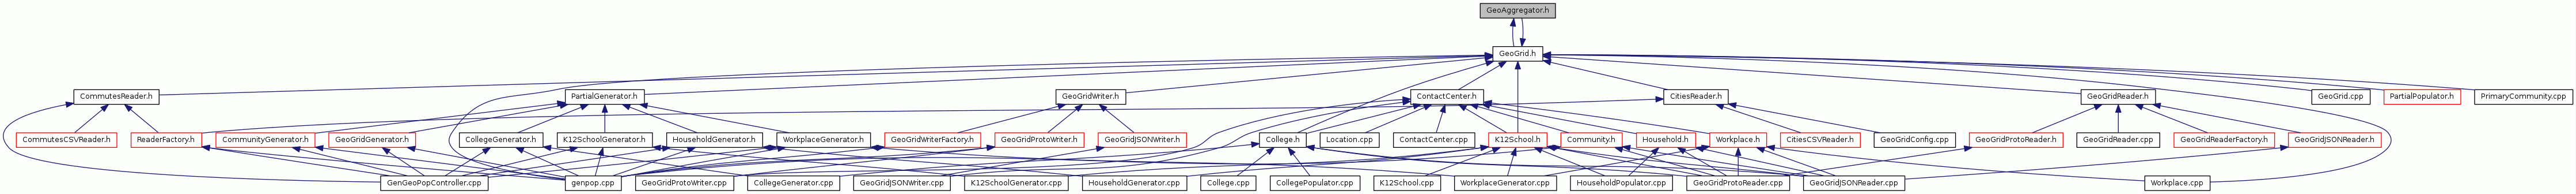 GeoAggregator.h
GeoGrid.h
CommutesReader.h
PartialGenerator.h
GeoGridWriter.h
ContactCenter.h
CitiesReader.h
GeoGridReader.h
GeoGrid.cpp
PartialPopulator.h
PrimaryCommunity.cpp
CommutesCSVReader.h
ReaderFactory.h
CommunityGenerator.h
GeoGridGenerator.h
CollegeGenerator.h
K12SchoolGenerator.h
HouseholdGenerator.h
WorkplaceGenerator.h
GeoGridWriterFactory.h
GeoGridProtoWriter.h
GeoGridJSONWriter.h
College.h
Location.cpp
ContactCenter.cpp
K12School.h
Community.h
Household.h
Workplace.h
CitiesCSVReader.h
GeoGridConfig.cpp
GeoGridProtoReader.h
GeoGridReader.cpp
GeoGridReaderFactory.h
GeoGridJSONReader.h
GenGeoPopController.cpp
genpop.cpp
GeoGridProtoWriter.cpp
CollegeGenerator.cpp
GeoGridJSONWriter.cpp
K12SchoolGenerator.cpp
HouseholdGenerator.cpp
College.cpp
CollegePopulator.cpp
K12School.cpp
WorkplaceGenerator.cpp
HouseholdPopulator.cpp
GeoGridProtoReader.cpp
GeoGridJSONReader.cpp
Workplace.cpp